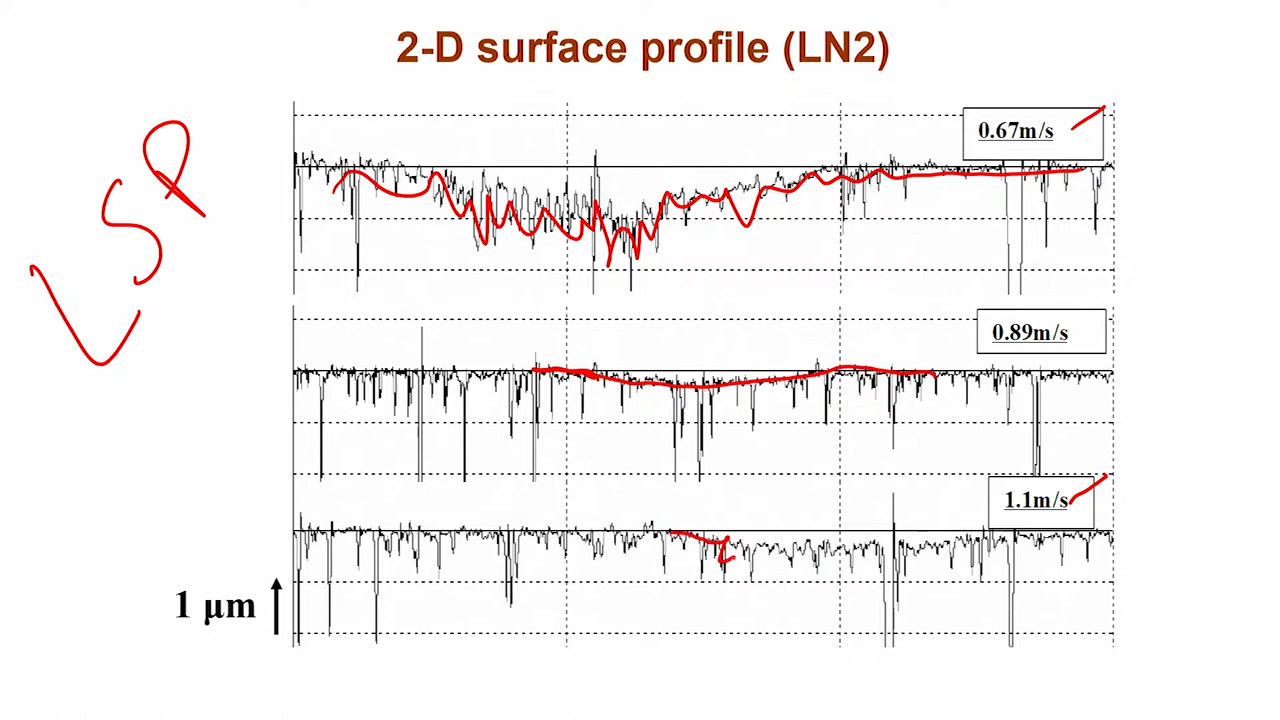 2-D surface profile (LN2)
0.67m/s
LSP
0.89m/s
1.1m/s
1 µm